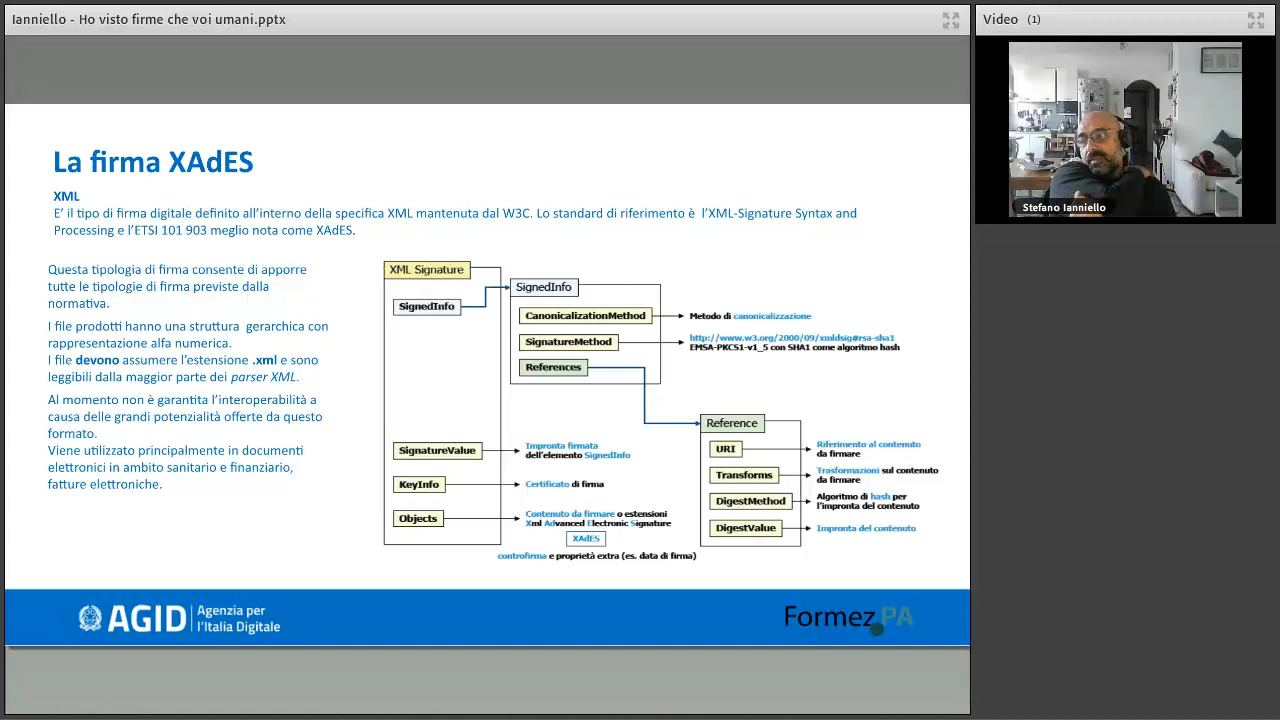 Ianniello - Ho visto firme che voi umani.pptx
Video (1)
Stefano Ianniello
La firma XAdES
XML
E' il tipo di firma digitale definito all'interno della specifica XML mantenuta dal W3C. Lo standard di riferimento è l'XML-Signature Syntax and
Processing e l'ETSI 101 903 meglio nota come XAdES.
Questa tipologia di firma consente di apporre
tutte le tipologie di firma previste dalla
normativa.
I file prodotti hanno una struttura gerarchica con
rappresentazione alfa numerica.
I file devono assumere l'estensione .xml e sono
leggibili dalla maggior parte dei parser XML.
Al momento non è garantita l'interoperabilità a
causa delle grandi potenzialità offerte da questo
formato.
Viene utilizzato principalmente in documenti
elettronici in ambito sanitario e finanziario,
fatture elettroniche.
XML Signature
SignedInfo
SignedInfo
CanonicalizationMethod
Metodo di canonicalizzazione
SignatureMethod
http://www.w3.org/2000/09/xmldsig#rsa-sha1
EMSA-PKCS1-v1_5 con SHA1 come algoritmo hash
References
Reference
URI
Riferimento al contenuto
da firmare
Transforms
Trasformazioni sul contenuto
da firmare
DigestMethod
Algoritmo di hash per
l'impronta del contenuto
DigestValue
Impronta del contenuto
SignatureValue
Impronta firmata
dell'elemento SignedInfo
KeyInfo
Certificato di firma
Objects
Contenuto da firmare o estensioni
Xml Advanced Electronic Signature
XAdES
controfirma e proprietà extra (es. data di firma)
AGID
Agenzia per
l'Italia Digitale
Formez PA